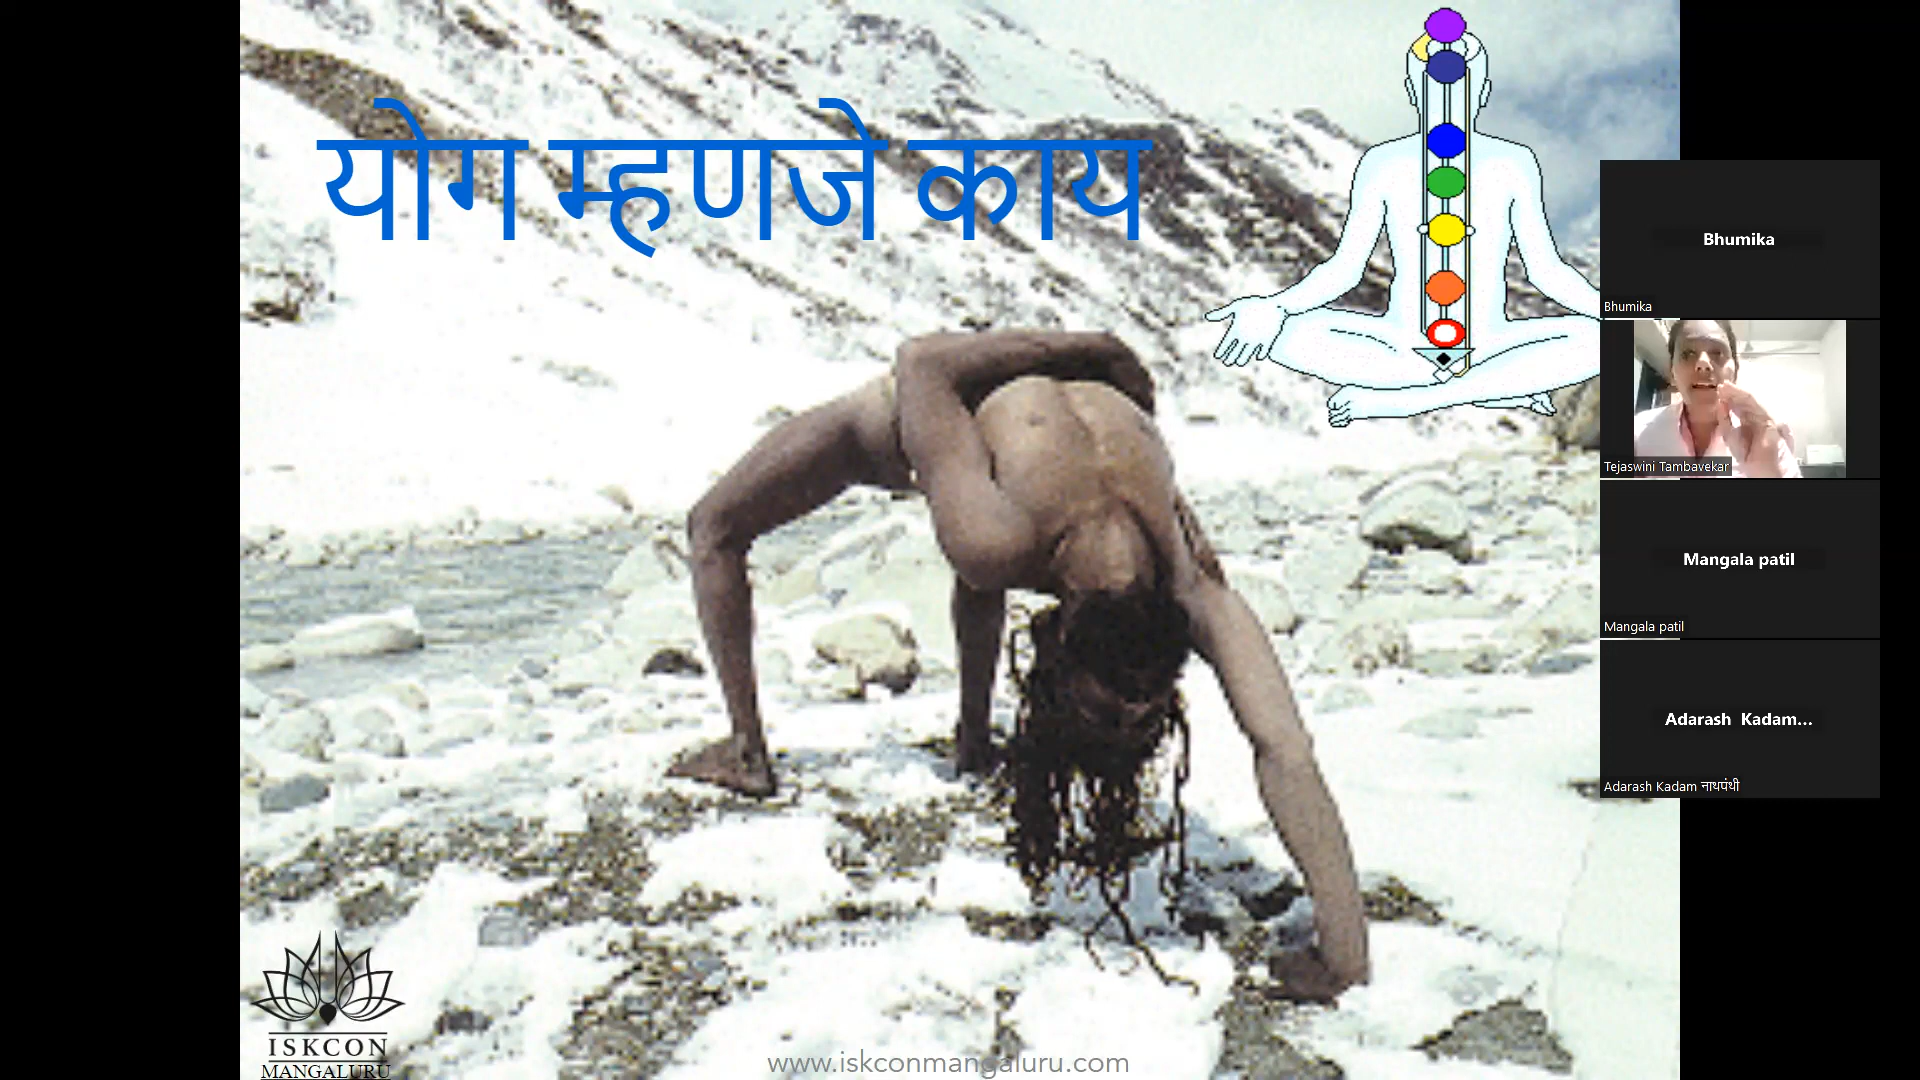 योग म्हणजे काय
Bhumika
Bhumika
Tejaswini Tambavekar
Mangala patil
Mangala patil
Adarash Kadam...
Adarash Kadam नाथपंथी
ISKCON
MANGALURU
www.iskconmangaluru.com